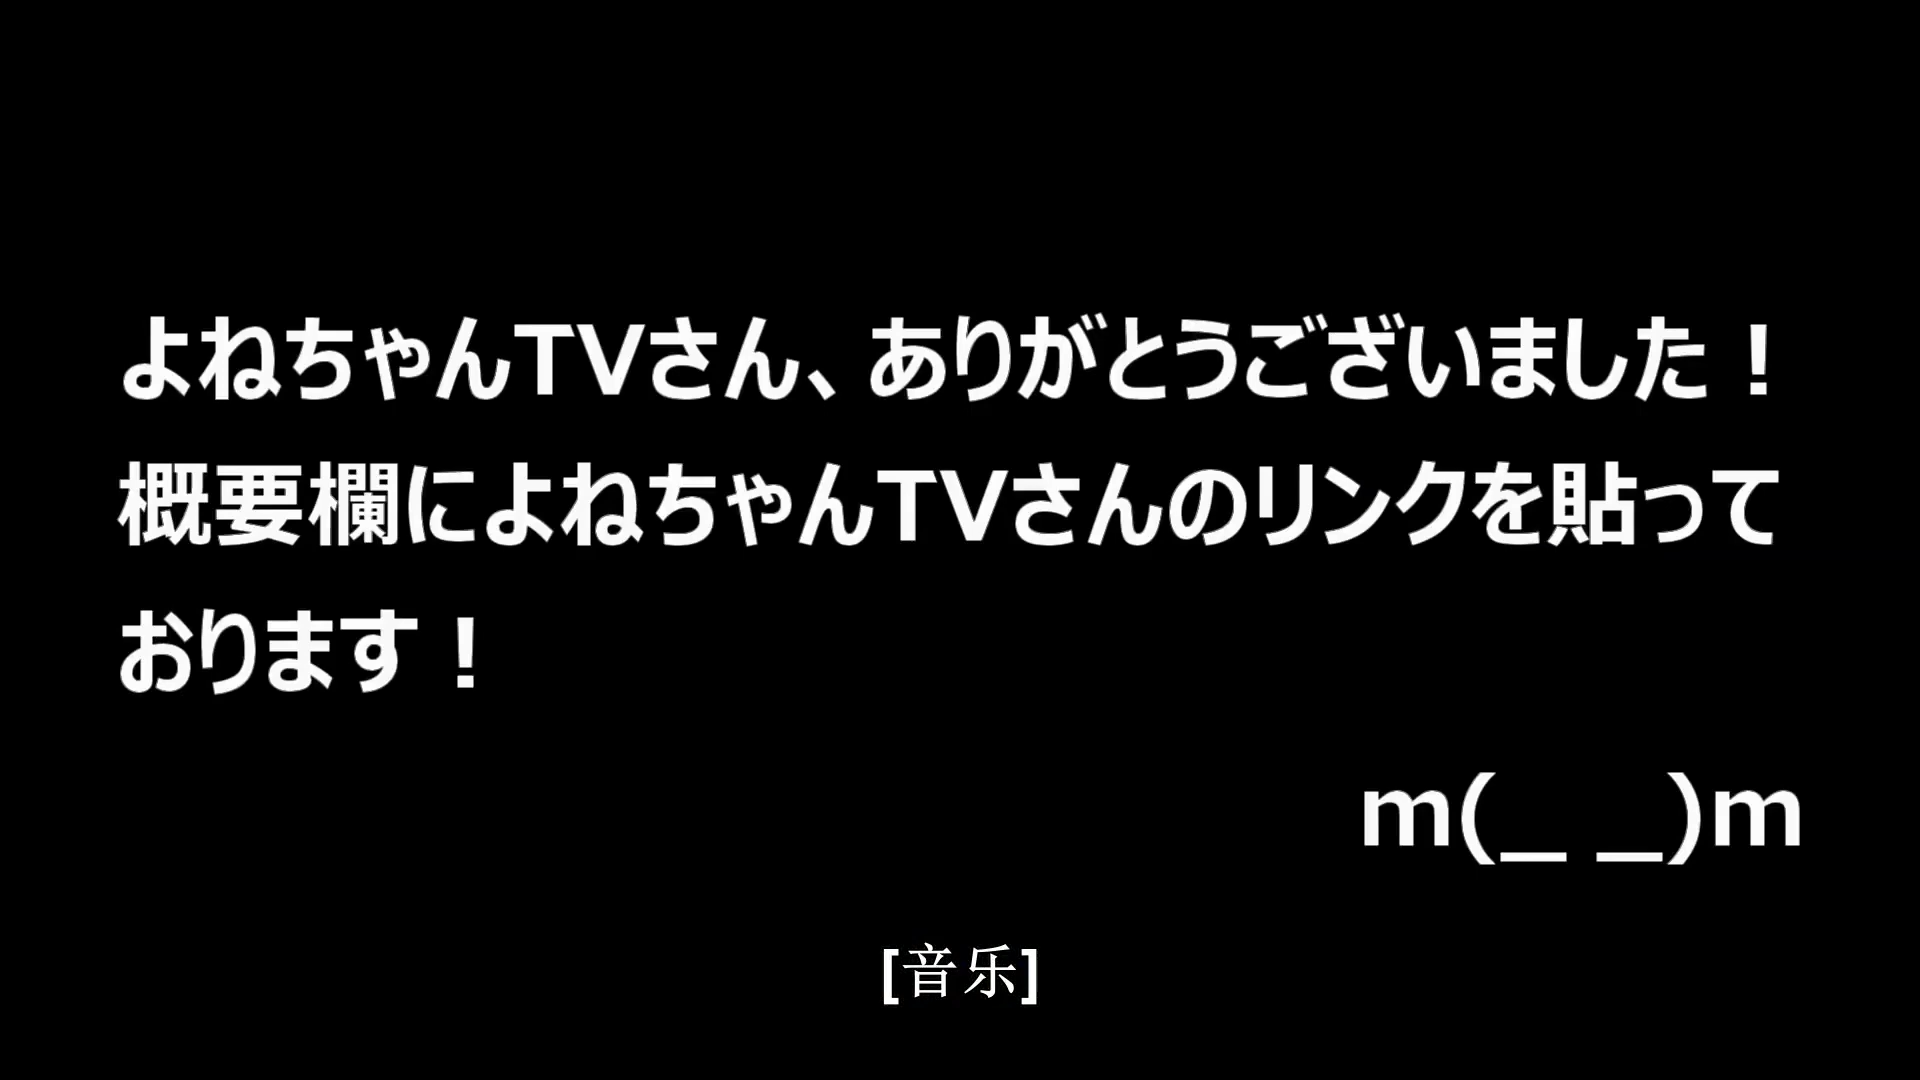 よねちゃんTVさん、ありがとうございました！
概要欄によねちゃんTVさんのリンクを貼って
おります！
m(_ _)m
[音乐]